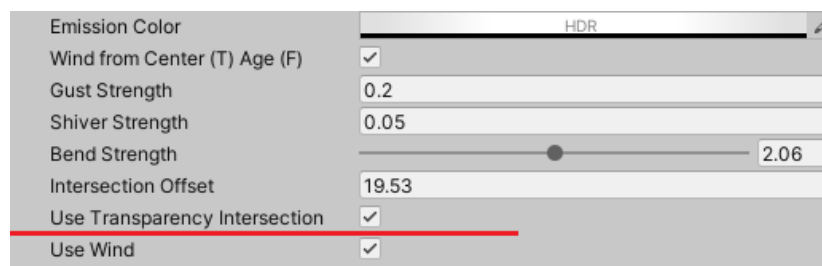 Emission Color HDR
Wind from Center (T) Age (F)
Gust Strength 0.2
Shiver Strength 0.05
Bend Strength 2.06
Intersection Offset 19.53
Use Transparency Intersection
Use Wind